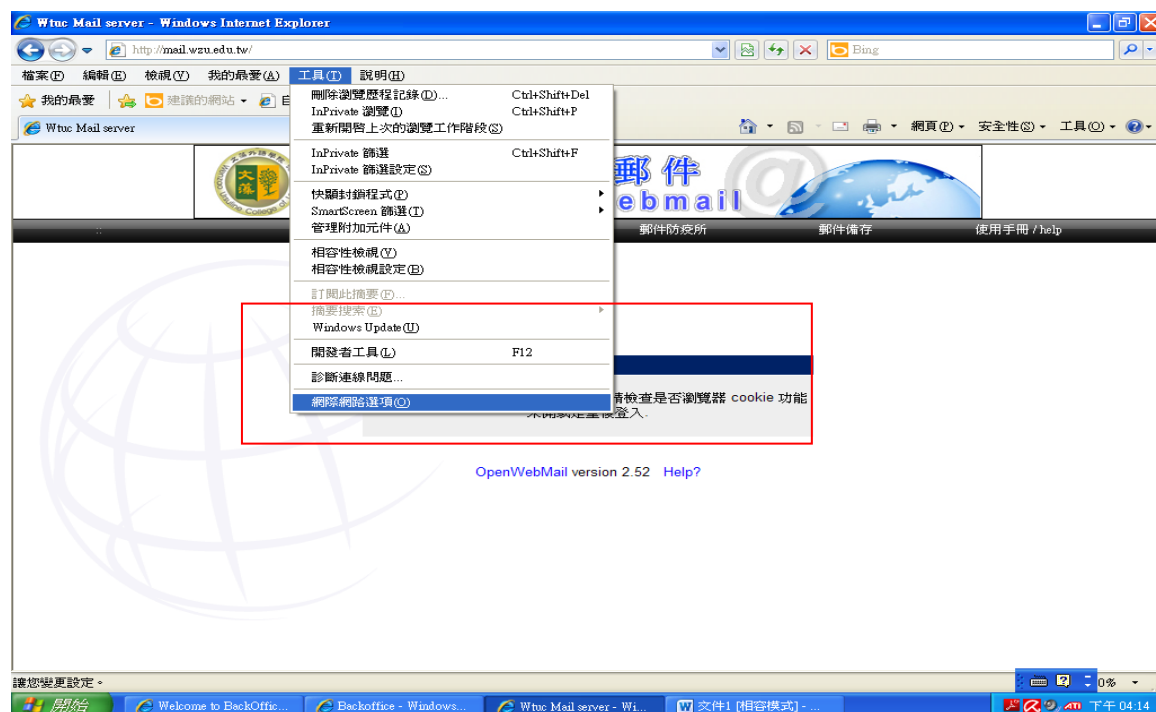 Wtuc Mail server - Windows Internet Explorer
http://mail.wzu.edu.tw/
Bing
檔案(F) 編輯(E) 檢視(V) 我的最愛(A) 工具(T) 說明(H)
我的最愛 建議的網站 自
Wtuc Mail server
網頁(P) 安全性(S) 工具(O)
刪除瀏覽歷程記錄(D)... Ctrl+Shift+Del
InPrivate 瀏覽(I) Ctrl+Shift+P
重新開啟上次的瀏覽工作階段(S)
InPrivate 篩選 Ctrl+Shift+F
InPrivate 篩選設定(S)
快顯封鎖程式(P)
SmartScreen 篩選(T)
管理附加元件(A)
相容性檢視(V)
相容性檢視設定(B)
訂閱此摘要(F)...
摘要搜索(E)
Windows Update(U)
開發者工具(L) F12
診斷連線問題...
網際網路選項(O)
文藻
郵件
ebmail
:: 郵件防疫所 郵件備存 使用手冊 / help
請檢查是否瀏覽器 cookie 功能
登入.
OpenWebMail version 2.52 Help?
讓您變更設定。
0%
開始 Welcome to BackOffic... Backoffice - Windows... Wtuc Mail server - Wi... 文件1 [相容模式] - ... 下午 04:14